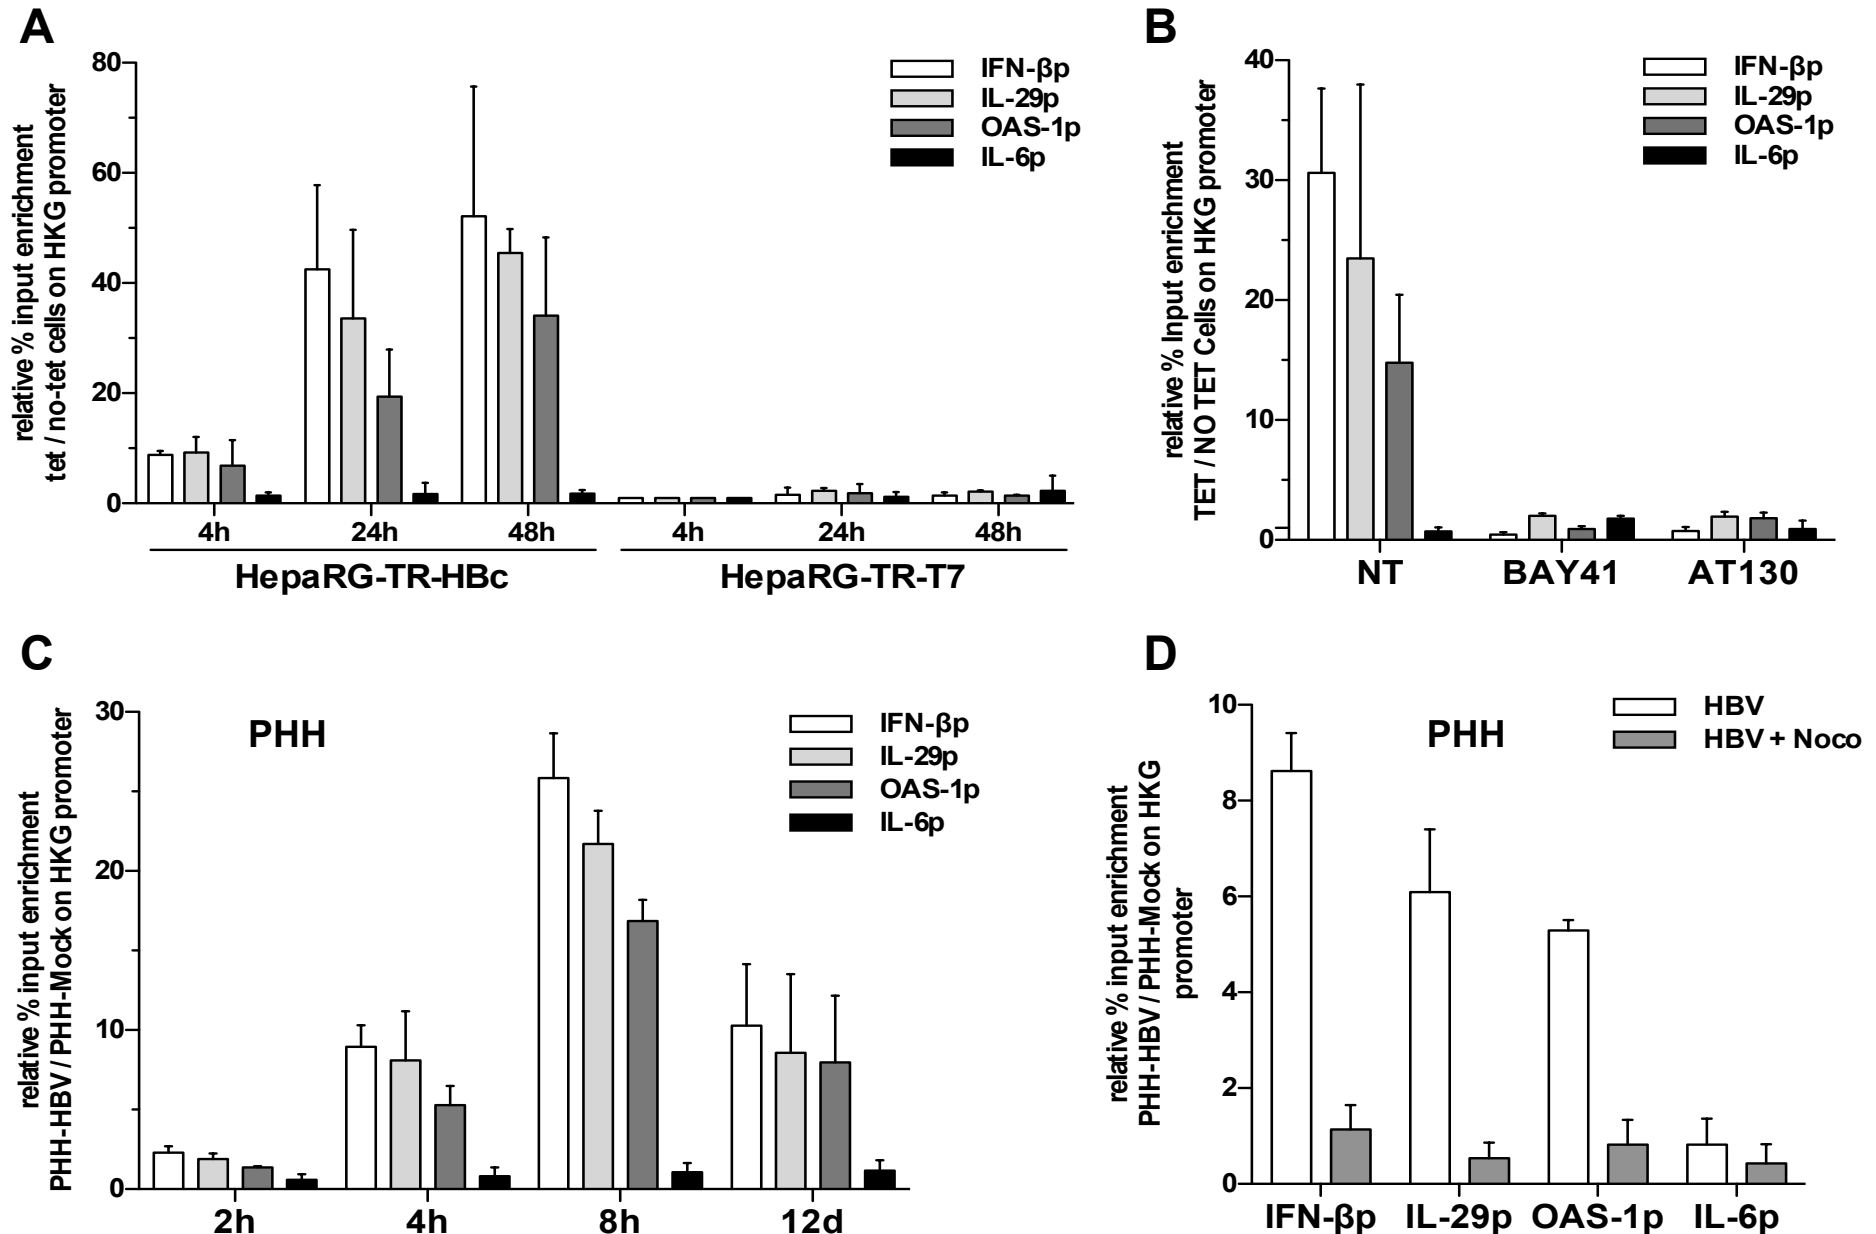 A
relative % input enrichment
tet / no-tet cells on HKG promoter
80
60
40
20
0
IFN-βp
IL-29p
OAS-1p
IL-6p
4h 24h 48h 4h 24h 48h
HepaRG-TR-HBc HepaRG-TR-T7
B
relative % Input enrichment
TET / NO TET Cells on HKG promoter
40
30
20
10
0
IFN-βp
IL-29p
OAS-1p
IL-6p
NT BAY41 AT130
C
relative % input enrichment
PHH-HBV / PHH-Mock on HKG promoter
30
20
10
0
PHH
IFN-βp
IL-29p
OAS-1p
IL-6p
2h 4h 8h 12d
D
relative % input enrichment
PHH-HBV / PHH-Mock on HKG
promoter
10
8
6
4
2
0
PHH
HBV
HBV + Noco
IFN-βp IL-29p OAS-1p IL-6p